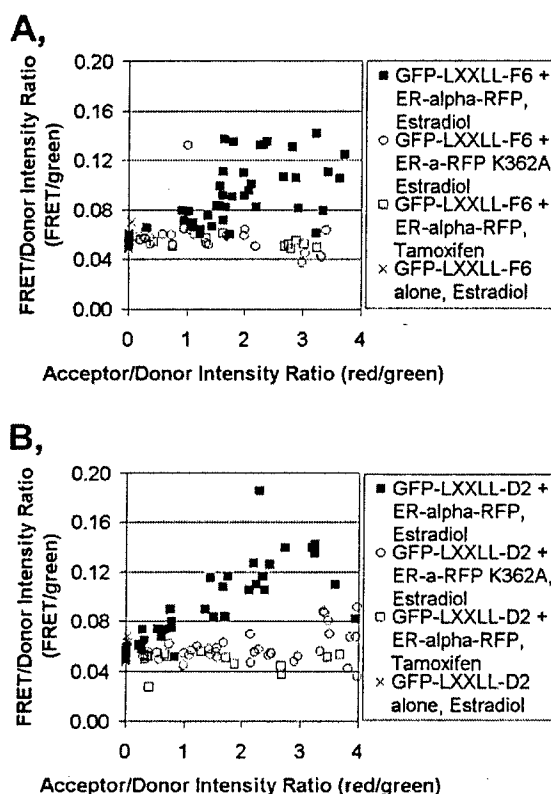 A,
FRET/Donor Intensity Ratio
(FRET/green)
0.20
0.16
0.12
0.08
0.04
0.00
0 1 2 3 4
Acceptor/Donor Intensity Ratio (red/green)
■ GFP-LXXLL-F6 +
ER-alpha-RFP,
Estradiol
○ GFP-LXXLL-F6 +
ER-a-RFP K362A,
Estradiol
□ GFP-LXXLL-F6 +
ER-alpha-RFP,
Tamoxifen
× GFP-LXXLL-F6
alone, Estradiol
B,
FRET/Donor Intensity Ratio
(FRET/green)
0.20
0.16
0.12
0.08
0.04
0.00
0 1 2 3 4
Acceptor/Donor Intensity Ratio (red/green)
■ GFP-LXXLL-D2 +
ER-alpha-RFP,
Estradiol
○ GFP-LXXLL-D2 +
ER-a-RFP K362A,
Estradiol
□ GFP-LXXLL-D2 +
ER-alpha-RFP,
Tamoxifen
× GFP-LXXLL-D2
alone, Estradiol